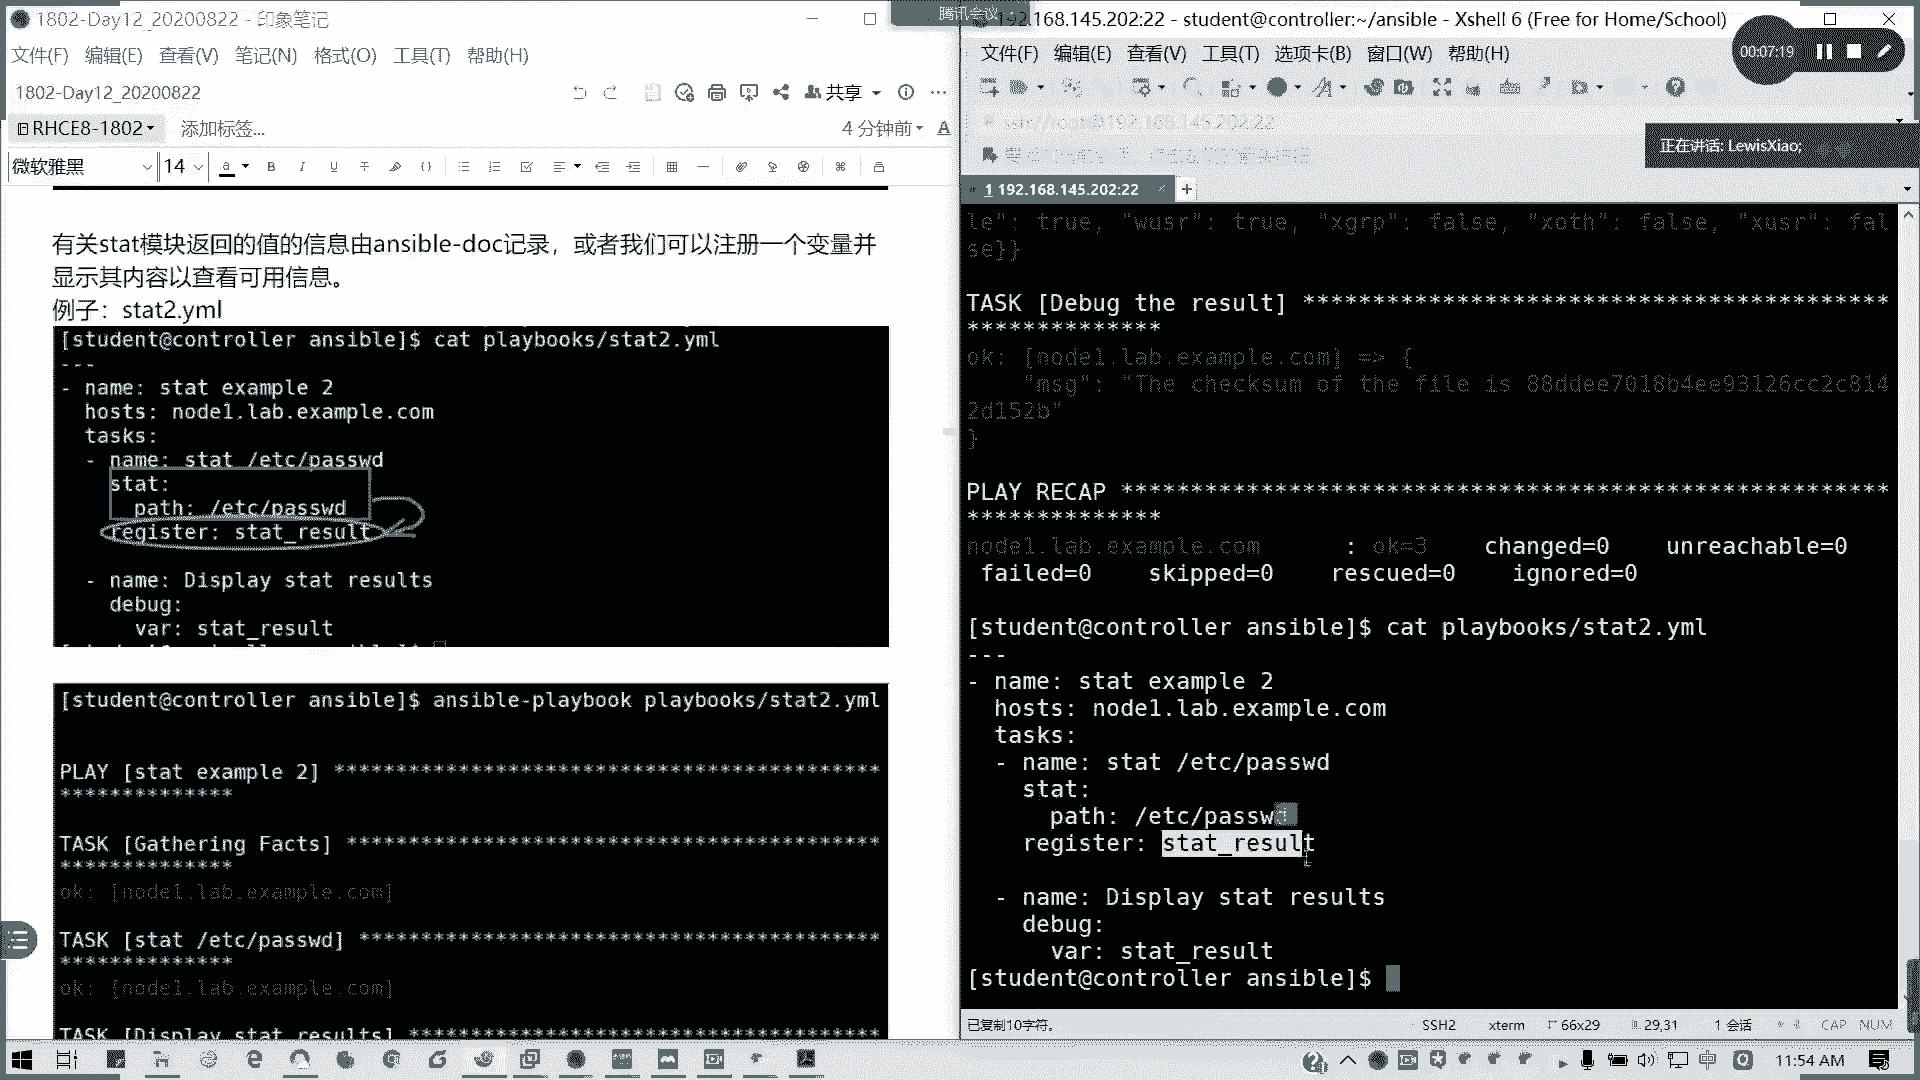 1802-Day12_20200822 - 印象笔记
文件(F) 编辑(E) 查看(V) 笔记(N) 格式(O) 工具(T) 帮助(H)
1802-Day12_20200822
共享
RHCE8-1802 添加标签... 4 分钟前
微软雅黑 14
有关stat模块返回的值的信息由ansible-doc记录，或者我们可以注册一个变量并
显示其内容以查看可用信息。
例子：stat2.yml
[student@controller ansible]$ cat playbooks/stat2.yml
---
- name: stat example 2
hosts: node1.lab.example.com
tasks:
- name: stat /etc/passwd
stat:
path: /etc/passwd
register: stat_result
- name: Display stat results
debug:
var: stat_result
[student@controller ansible]$ ansible-playbook playbooks/stat2.yml
PLAY [stat example 2] ********************************************
**************
TASK [Gathering Facts] *******************************************
**************
ok: [node1.lab.example.com]
TASK [stat /etc/passwd] ******************************************
**************
ok: [node1.lab.example.com]
TASK [Display stat results] **************************************
腾讯会议
192.168.145.202:22 - student@controller:~/ansible - Xshell 6 (Free for Home/School)
文件(F) 编辑(E) 查看(V) 工具(T) 选项卡(B) 窗口(W) 帮助(H)
00:07:19
ssh://root@192.168.145.202:22
正在讲话: LewisXiao;
1 192.168.145.202:22
le": true, "wusr": true, "xgrp": false, "xoth": false, "xusr": fal
se}}
TASK [Debug the result] ******************************************
**************
ok: [node1.lab.example.com] => {
"msg": "The checksum of the file is 88ddee7018b4ee93126cc2c814
2d152b"
}
PLAY RECAP *******************************************************
**************
node1.lab.example.com : ok=3 changed=0 unreachable=0
failed=0 skipped=0 rescued=0 ignored=0
[student@controller ansible]$ cat playbooks/stat2.yml
---
- name: stat example 2
hosts: node1.lab.example.com
tasks:
- name: stat /etc/passwd
stat:
path: /etc/passwd
register: stat_result
- name: Display stat results
debug:
var: stat_result
[student@controller ansible]$
已复制10字符。 SSH2 xterm 66x29 29,31 1 会话 CAP NUM
中 11:54 AM